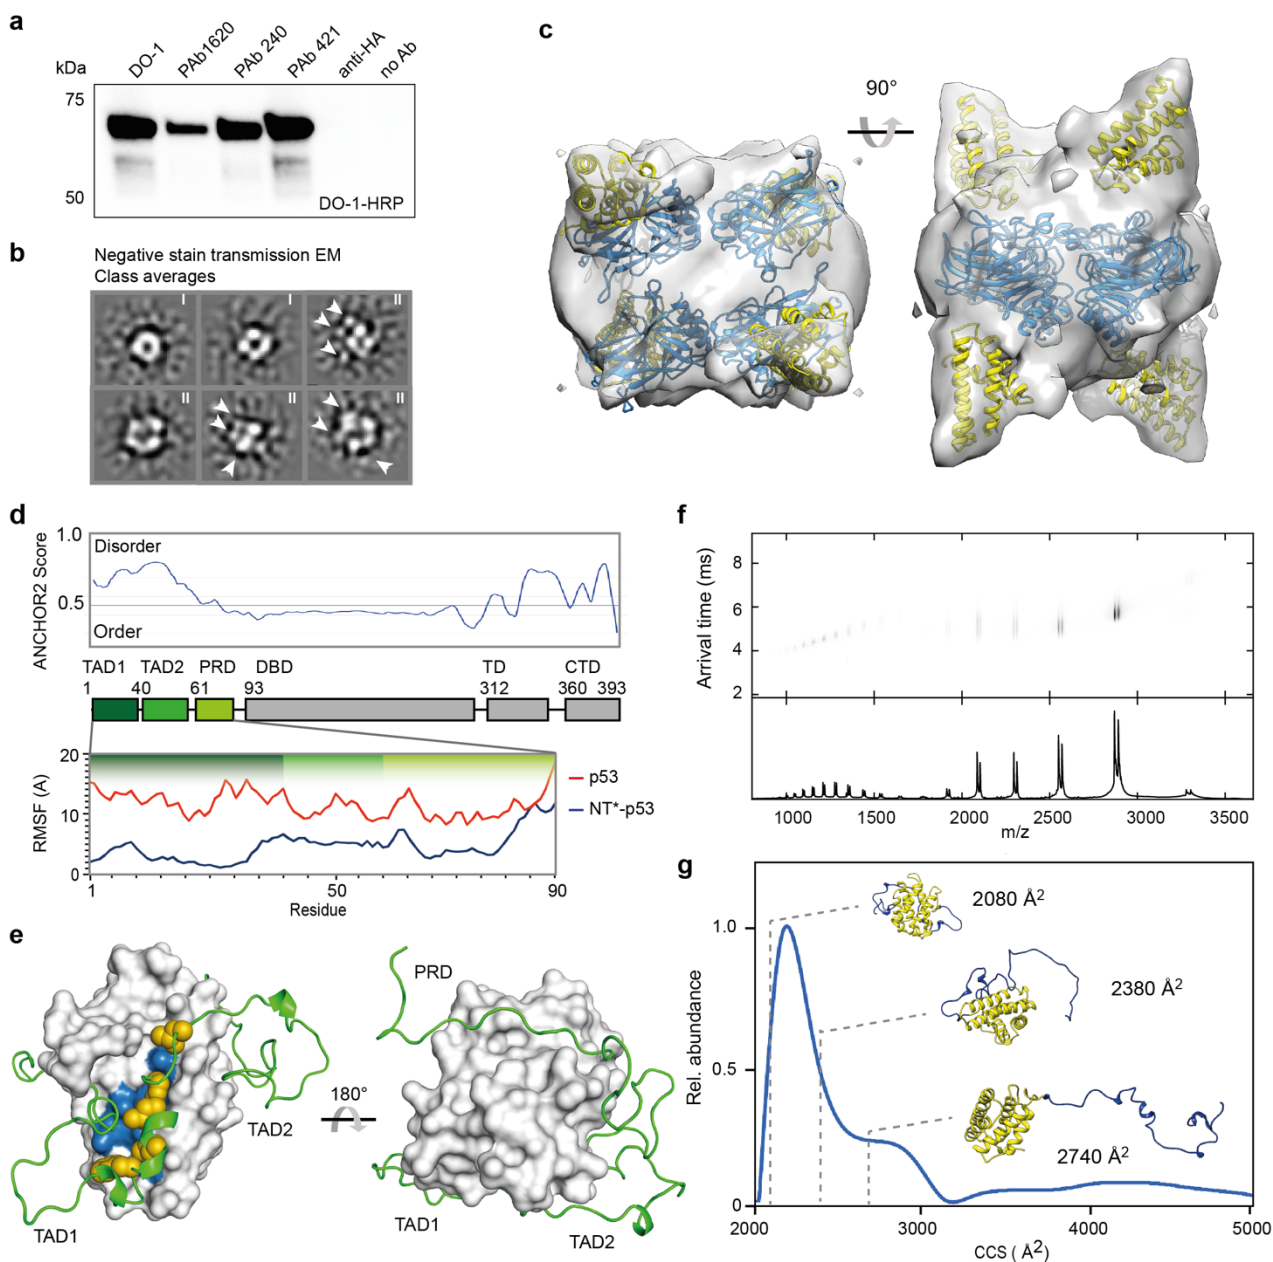 a
DO-1
PAb1620
PAb 240
PAb 421
anti-HA
no Ab
kDa
75
50
DO-1-HRP
b
Negative stain transmission EM
Class averages
I
I
II
II
II
II
c
90°
d
ANCHOR2 Score
1.0
0.5
Disorder
Order
TAD1 TAD2 PRD DBD TD CTD
1 40 61 93 312 360 393
RMSF (A)
20
10
0
p53
NT*-p53
1 50 90
Residue
e
TAD1
TAD2
180°
PRD
TAD1
TAD2
f
Arrival time (ms)
8
6
4
2
1000 1500 2000 2500 3000 3500
m/z
g
Rel. abundance
1.0
0.5
0
2080 Å2
2380 Å2
2740 Å2
2000 3000 4000 5000
CCS ( Å2)